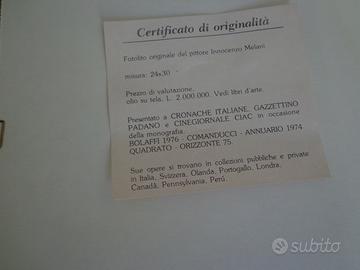 Certificato di originalità
Fotolito originale del pittore Innocenzo Melani
misura: 24x30
Prezzo di valutazione.
olio su tela. L. 2.000.000. Vedi libri d'arte.
Presentato a CRONACHE ITALIANE. GAZZETTINO
PADANO e CINEGIORNALE CIAC in occasione
della monografia.
BOLAFFI 1976 - COMANDUCCI - ANNUARIO 1974
QUADRATO - ORIZZONTE 75.
Sue opere si trovano in collezioni pubbliche e private
in Italia, Svizzera, Olanda, Portogallo, Londra,
Canadà, Pennsylvania, Perú.
subito